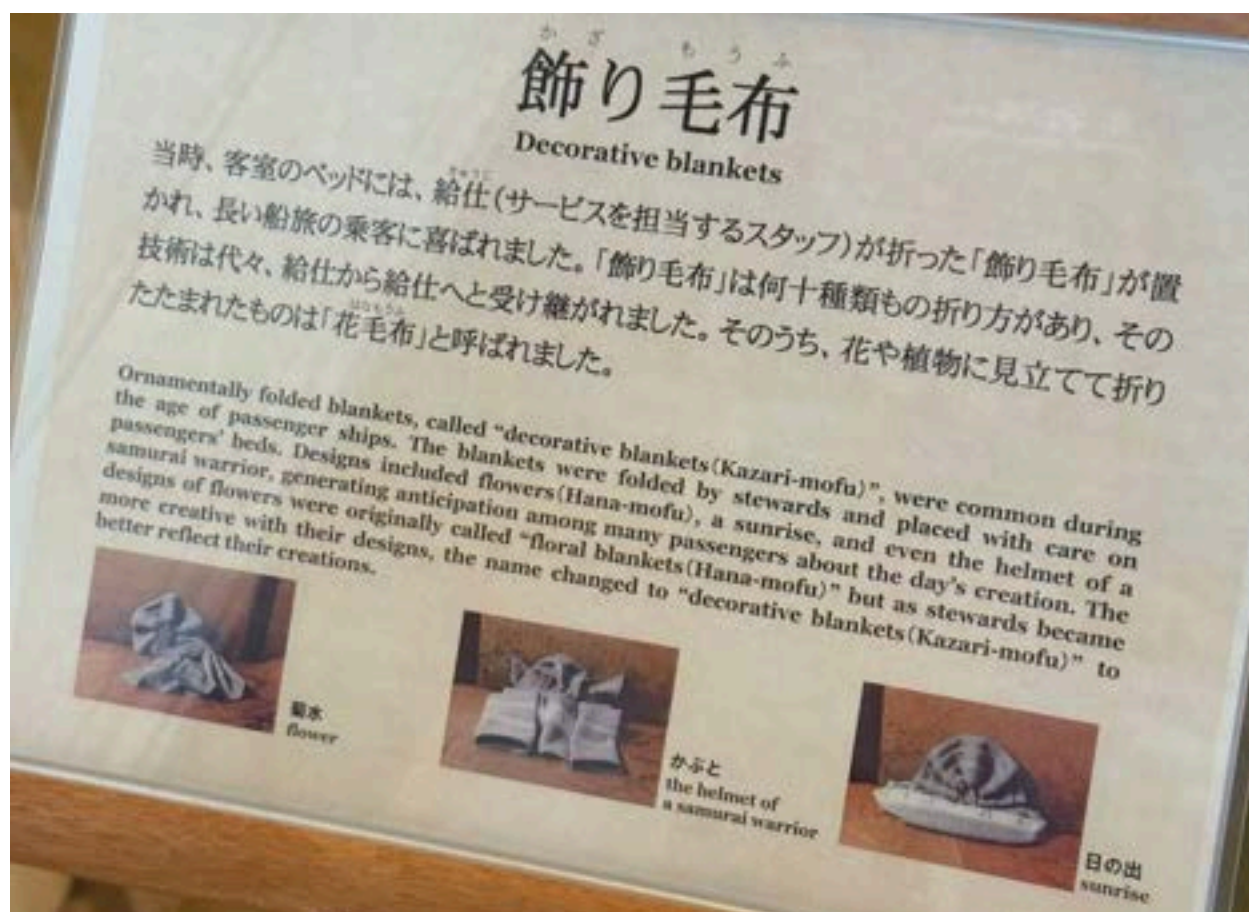 かざ もうふ
飾り毛布
Decorative blankets
当時、客室のベッドには、給仕(サービスを担当するスタッフ)が折った「飾り毛布」が置
かれ、長い船旅の乗客に喜ばれました。「飾り毛布」は何十種類もの折り方があり、その
技術は代々、給仕から給仕へと受け継がれました。そのうち、花や植物に見立てて折り
たたまれたものは「花毛布」と呼ばれました。
Ornamentally folded blankets, called “decorative blankets(Kazari-mofu)”, were common during
the age of passenger ships. The blankets were folded by stewards and placed with care on
passengers’ beds. Designs included flowers(Hana-mofu), a sunrise, and even the helmet of a
samurai warrior, generating anticipation among many passengers about the day’s creation. The
designs of flowers were originally called “floral blankets(Hana-mofu)” but as stewards became
more creative with their designs, the name changed to “decorative blankets(Kazari-mofu)” to
better reflect their creations.
菊水
flower
かぶと
the helmet of
a samurai warrior
日の出
sunrise